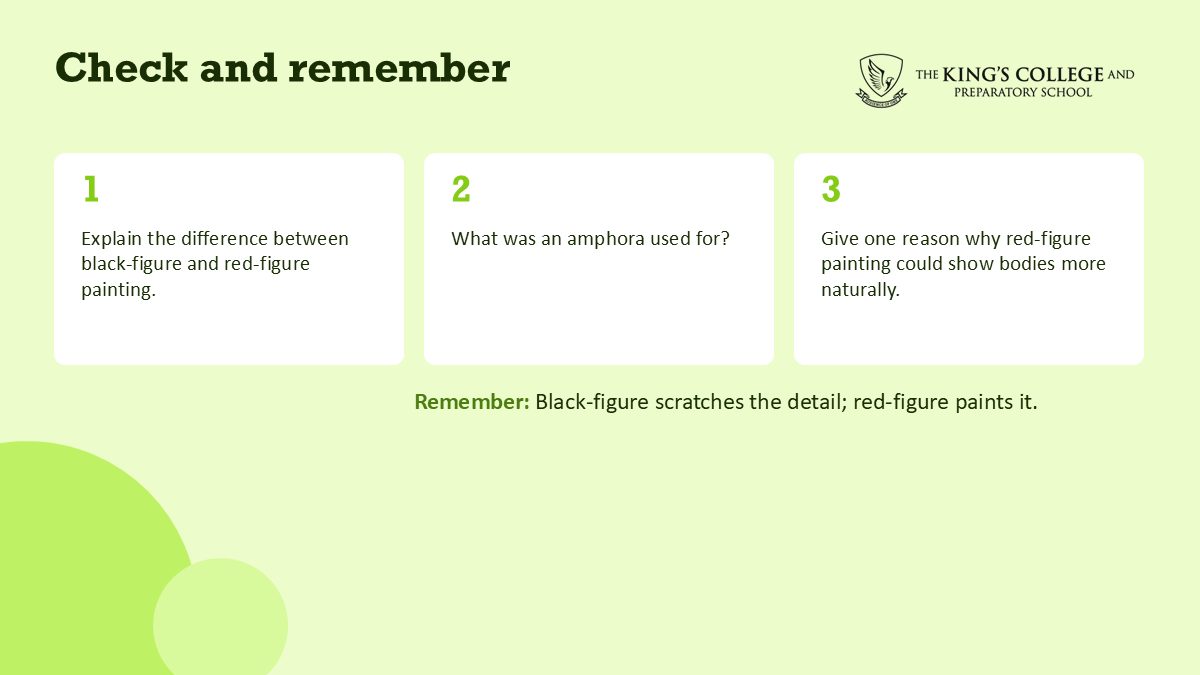 Check and remember
THE KING'S COLLEGE AND
PREPARATORY SCHOOL
1
Explain the difference between
black-figure and red-figure
painting.
2
What was an amphora used for?
3
Give one reason why red-figure
painting could show bodies more
naturally.
Remember: Black-figure scratches the detail; red-figure paints it.